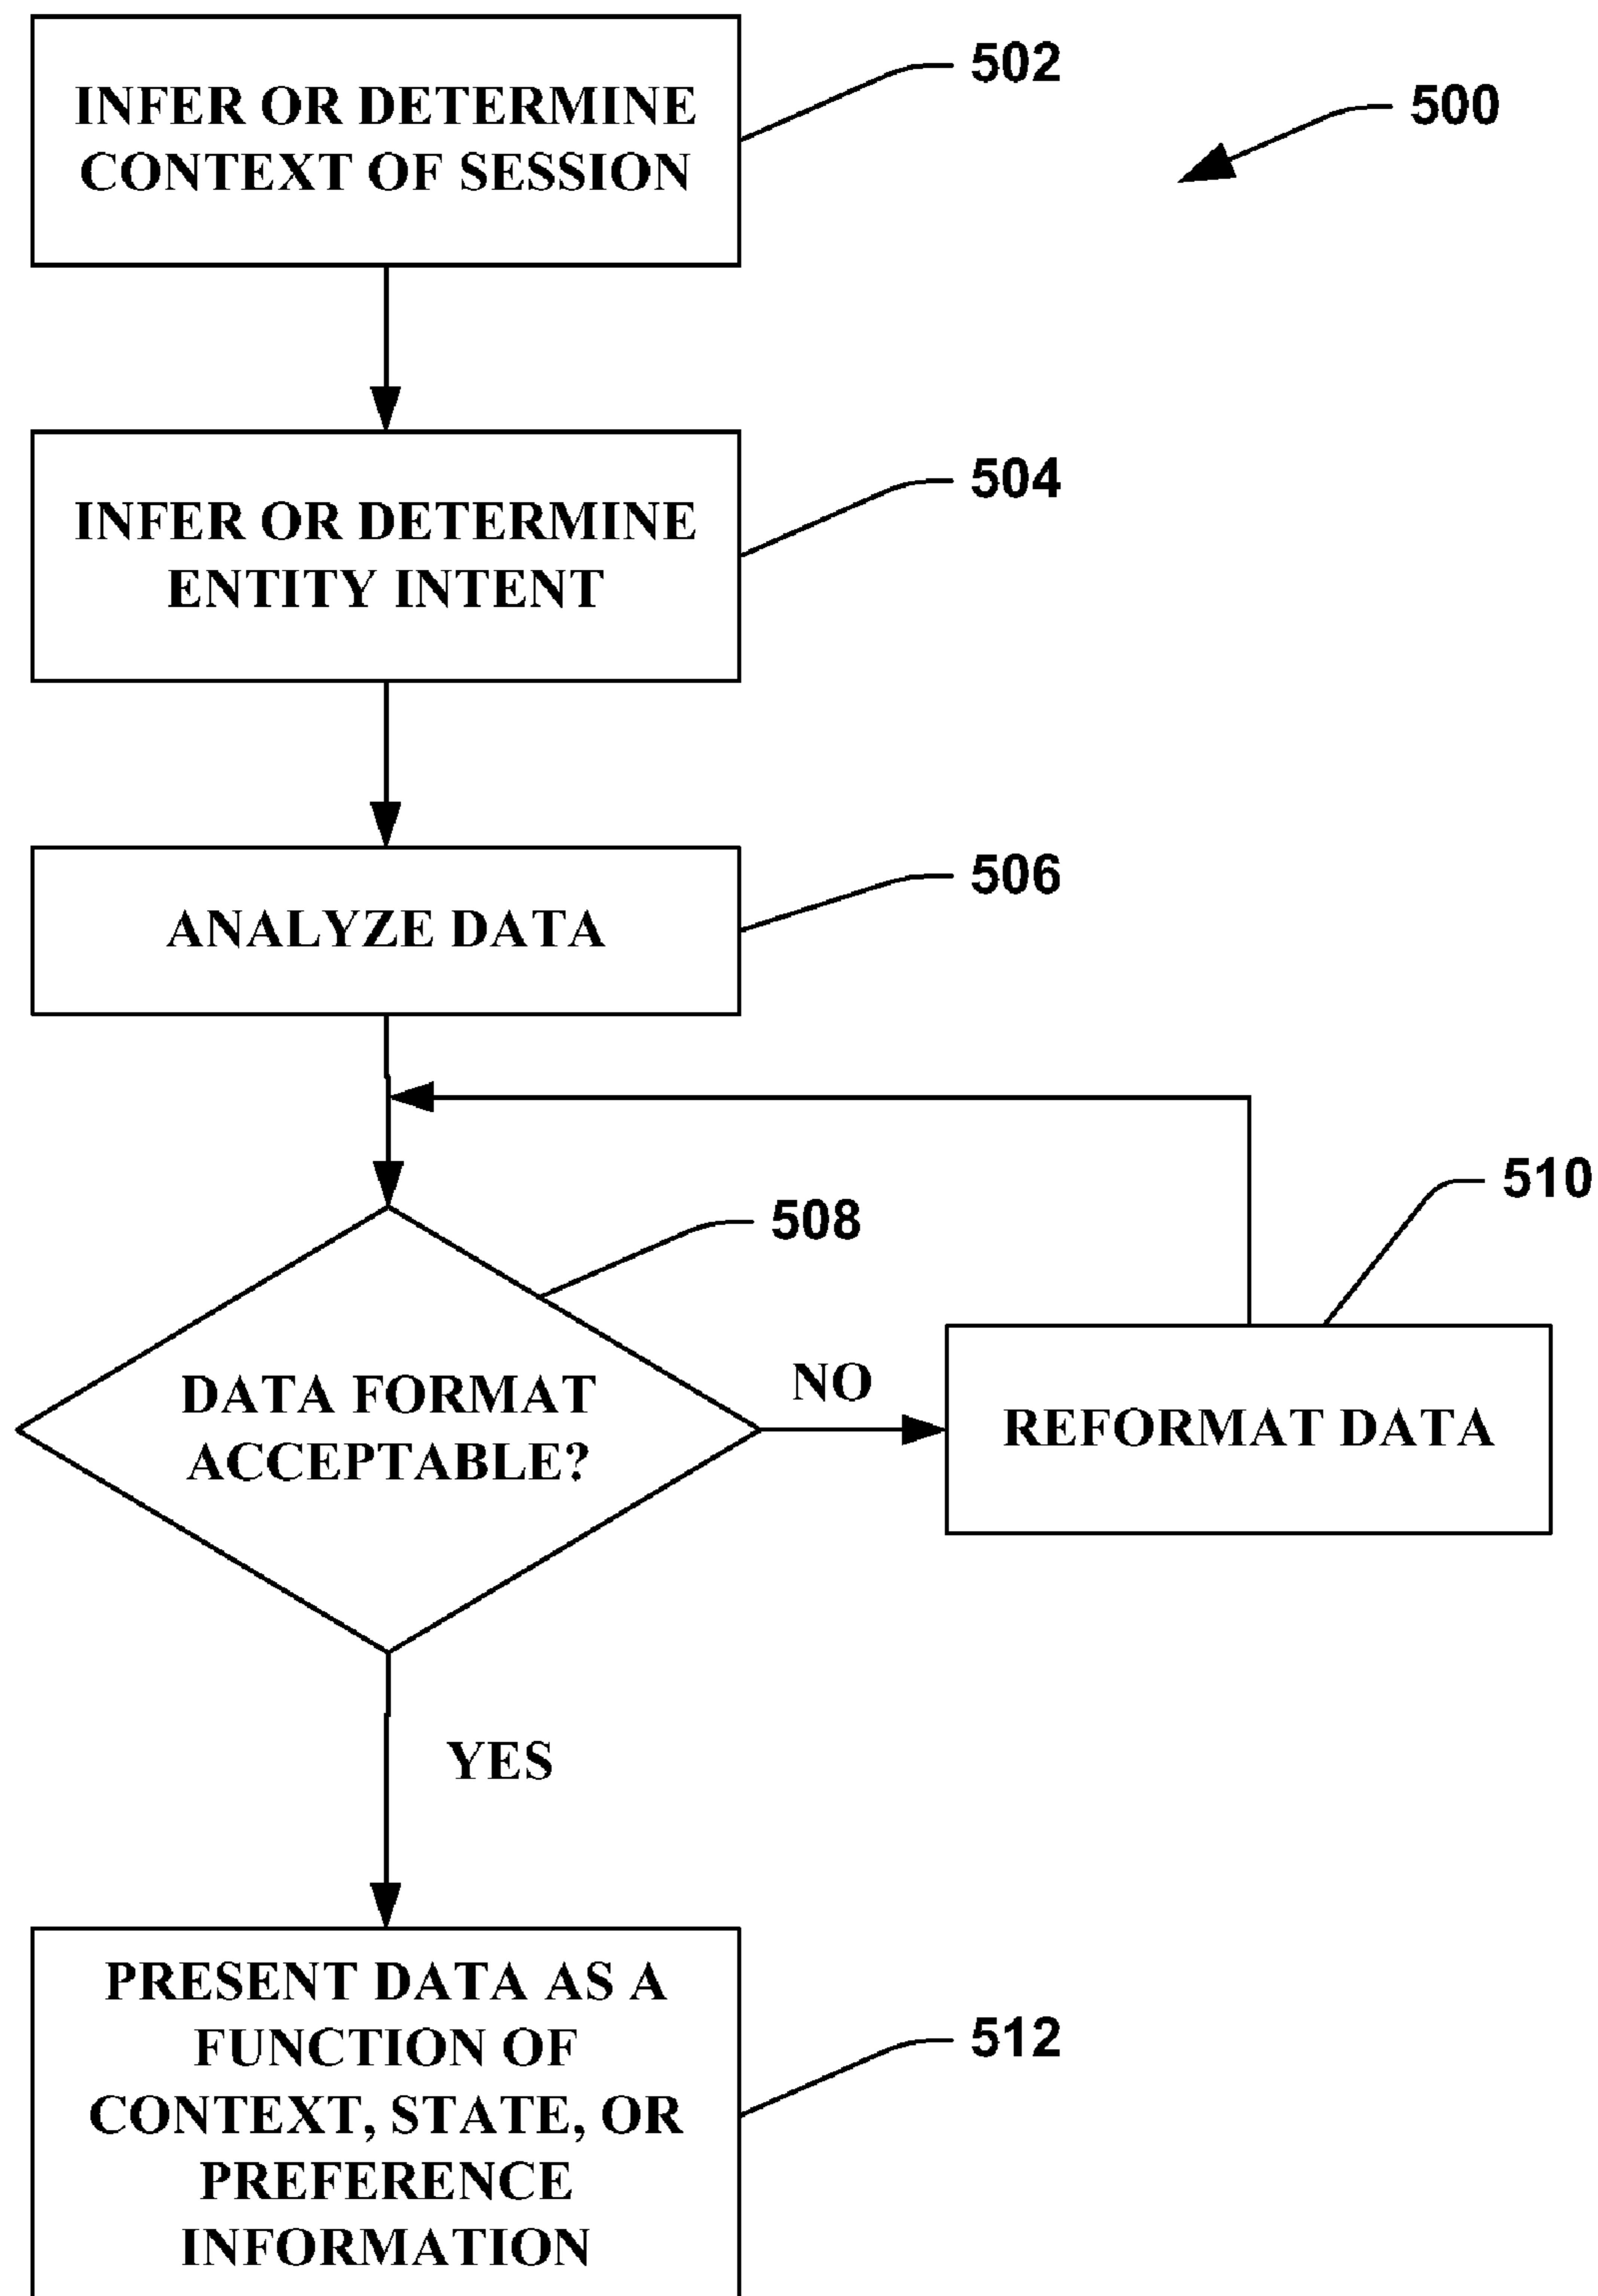 INFER OR DETERMINE
CONTEXT OF SESSION
502
500
INFER OR DETERMINE
ENTITY INTENT
504
ANALYZE DATA
506
508
510
DATA FORMAT
ACCEPTABLE?
NO
REFORMAT DATA
YES
PRESENT DATA AS A
FUNCTION OF
CONTEXT, STATE, OR
PREFERENCE
INFORMATION
512